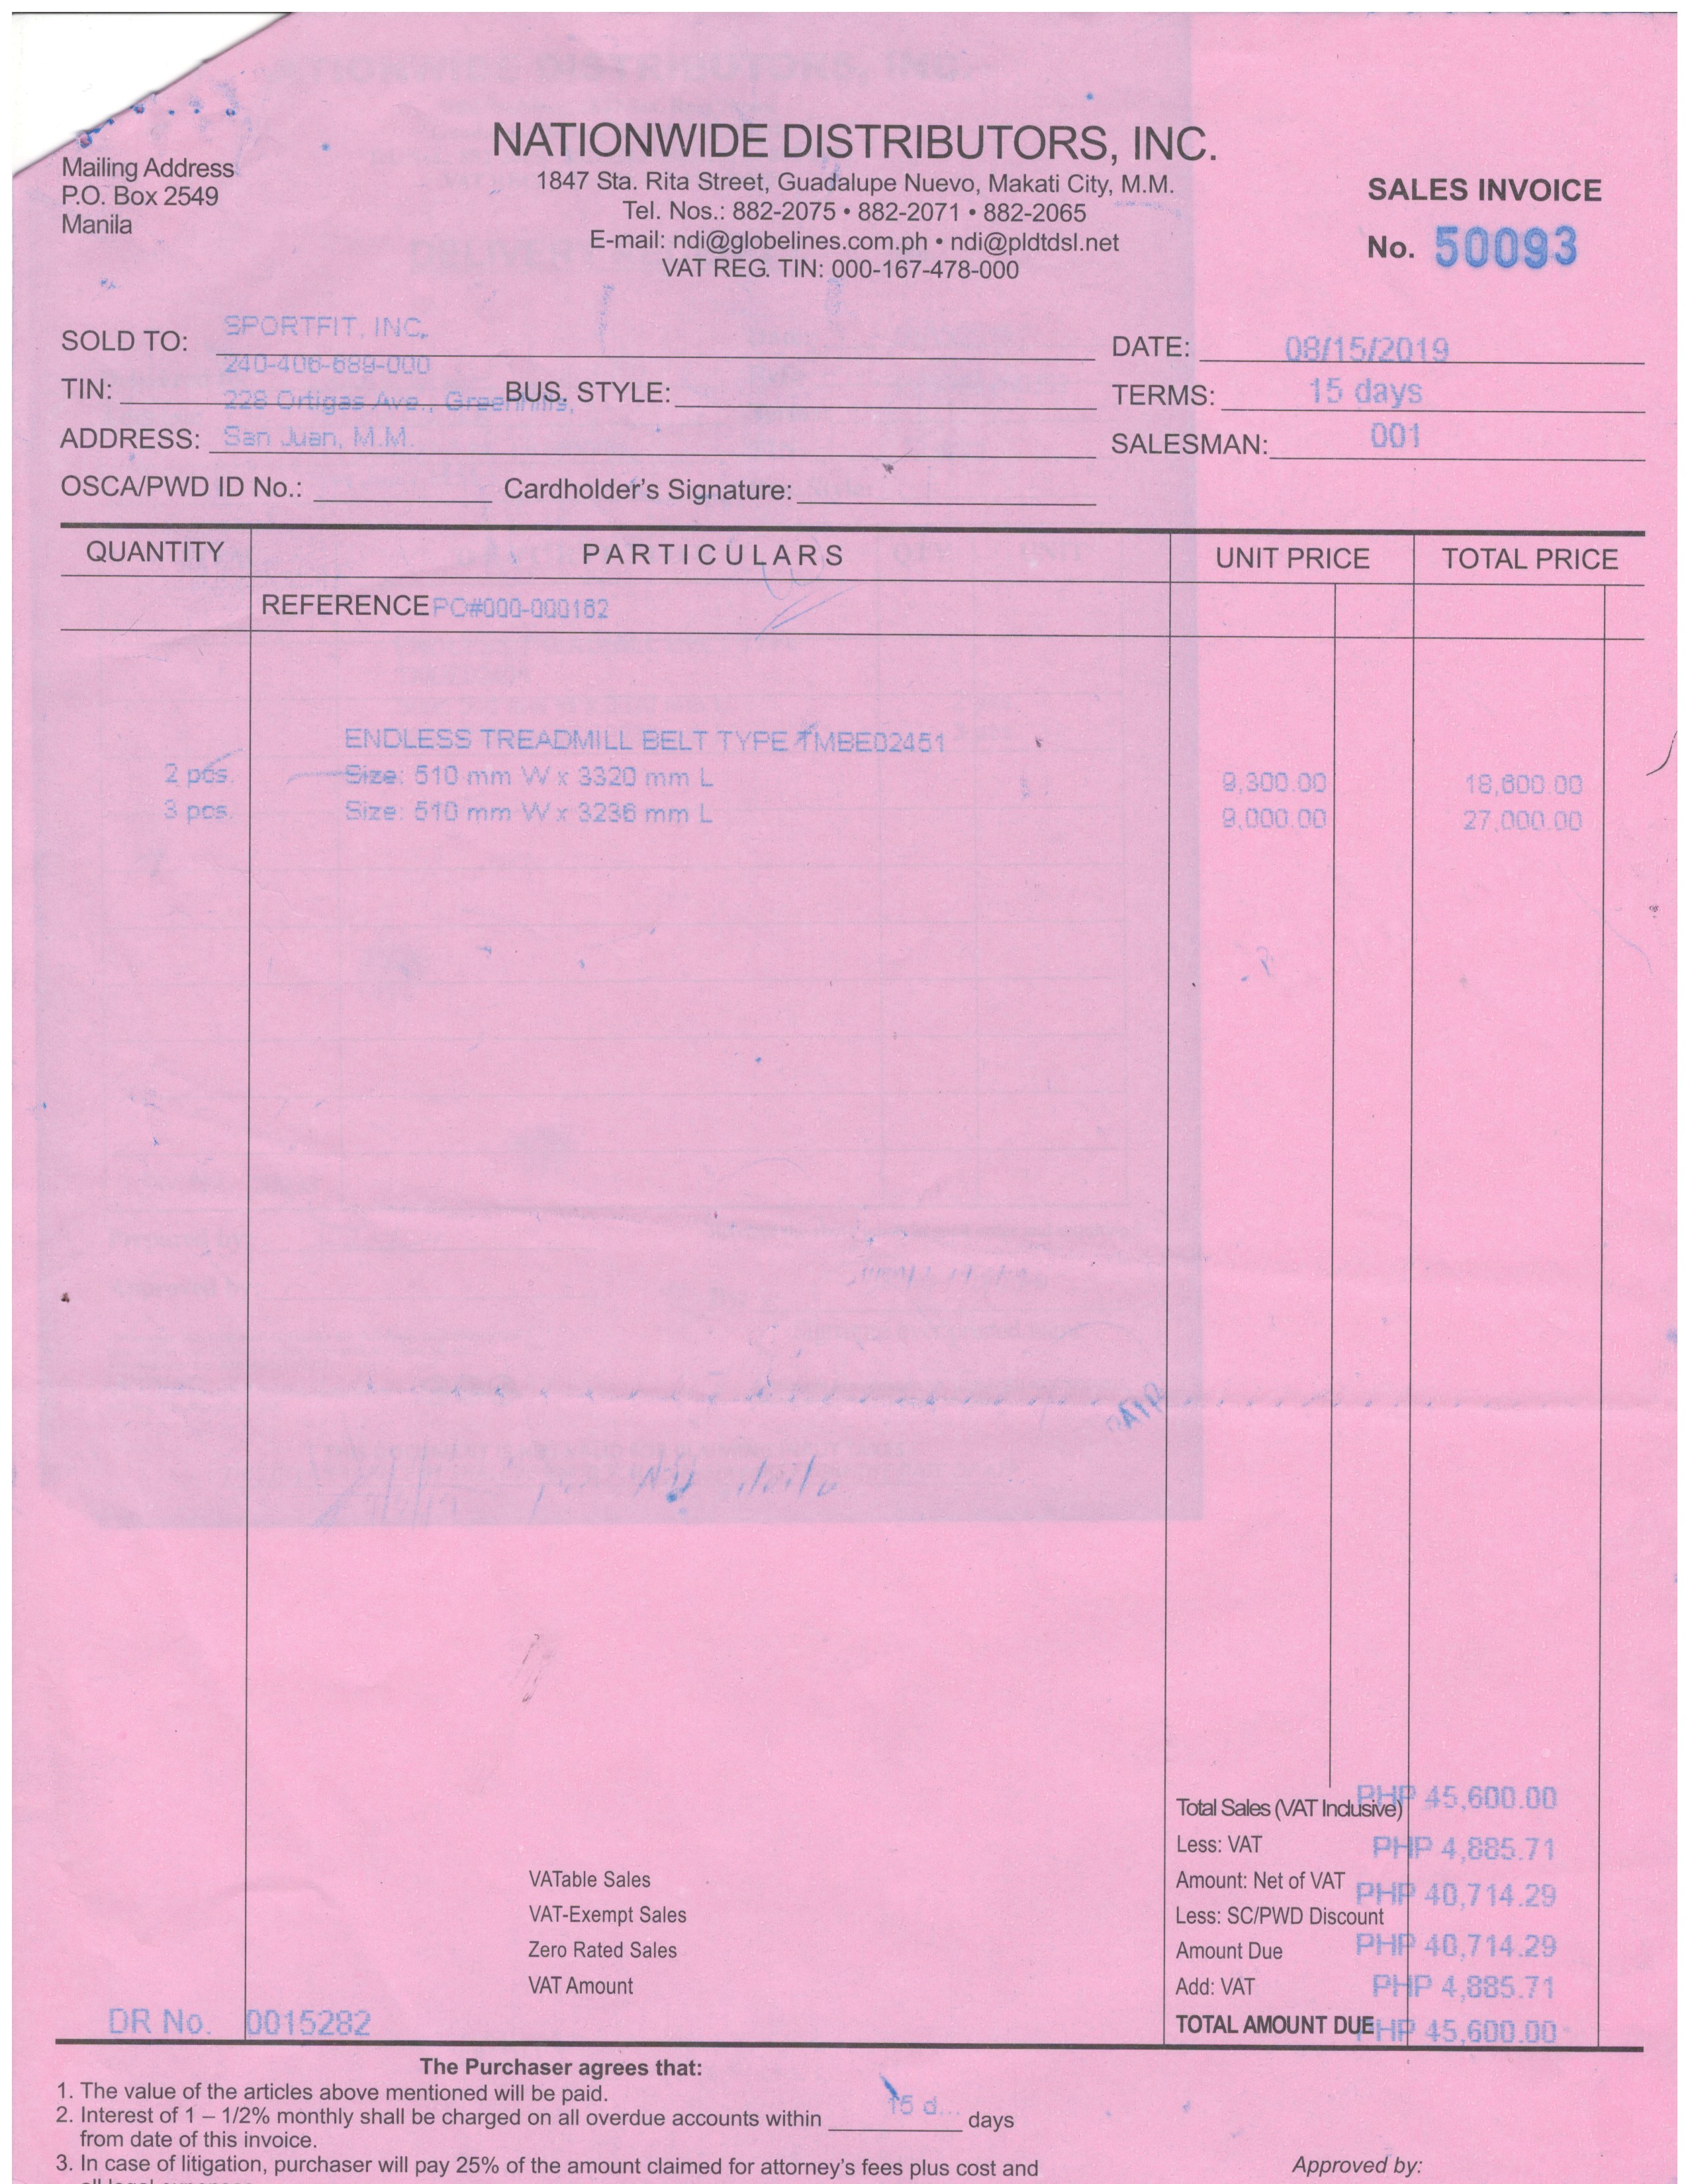 NATIONWIDE DISTRIBUTORS, INC.
Mailing Address
P.O. Box 2549
Manila
1847 Sta. Rita Street, Guadalupe Nuevo, Makati City, M.M.
Tel. Nos.: 882-2075 • 882-2071 • 882-2065
E-mail: ndi@globelines.com.ph • ndi@pldtdsl.net
VAT REG. TIN: 000-167-478-000
SALES INVOICE
No. 50093
SOLD TO: SPORTFIT, INC.
DATE: 08/15/2019
TIN: 240-406-689-000
BUS. STYLE:
TERMS: 15 days
ADDRESS: 228 Ortigas Ave., Greenhills,
San Juan, M.M.
SALESMAN: 001
OSCA/PWD ID No.: Cardholder's Signature:
QUANTITY PARTICULARS UNIT PRICE TOTAL PRICE
REFERENCE PO#000-000162
ENDLESS TREADMILL BELT TYPE TMBE02451
2 pcs. Size: 510 mm W x 3320 mm L 9,300.00 18,600.00
3 pcs. Size: 510 mm W x 3236 mm L 9,000.00 27,000.00
Total Sales (VAT Inclusive) PHP 45,600.00
Less: VAT PHP 4,885.71
VATable Sales Amount: Net of VAT PHP 40,714.29
VAT-Exempt Sales Less: SC/PWD Discount
Zero Rated Sales Amount Due PHP 40,714.29
VAT Amount Add: VAT PHP 4,885.71
DR No. 0015282 TOTAL AMOUNT DUE PHP 45,600.00
The Purchaser agrees that:
1. The value of the articles above mentioned will be paid.
2. Interest of 1 – 1/2% monthly shall be charged on all overdue accounts within 15 d... days
from date of this invoice.
3. In case of litigation, purchaser will pay 25% of the amount claimed for attorney's fees plus cost and
Approved by: